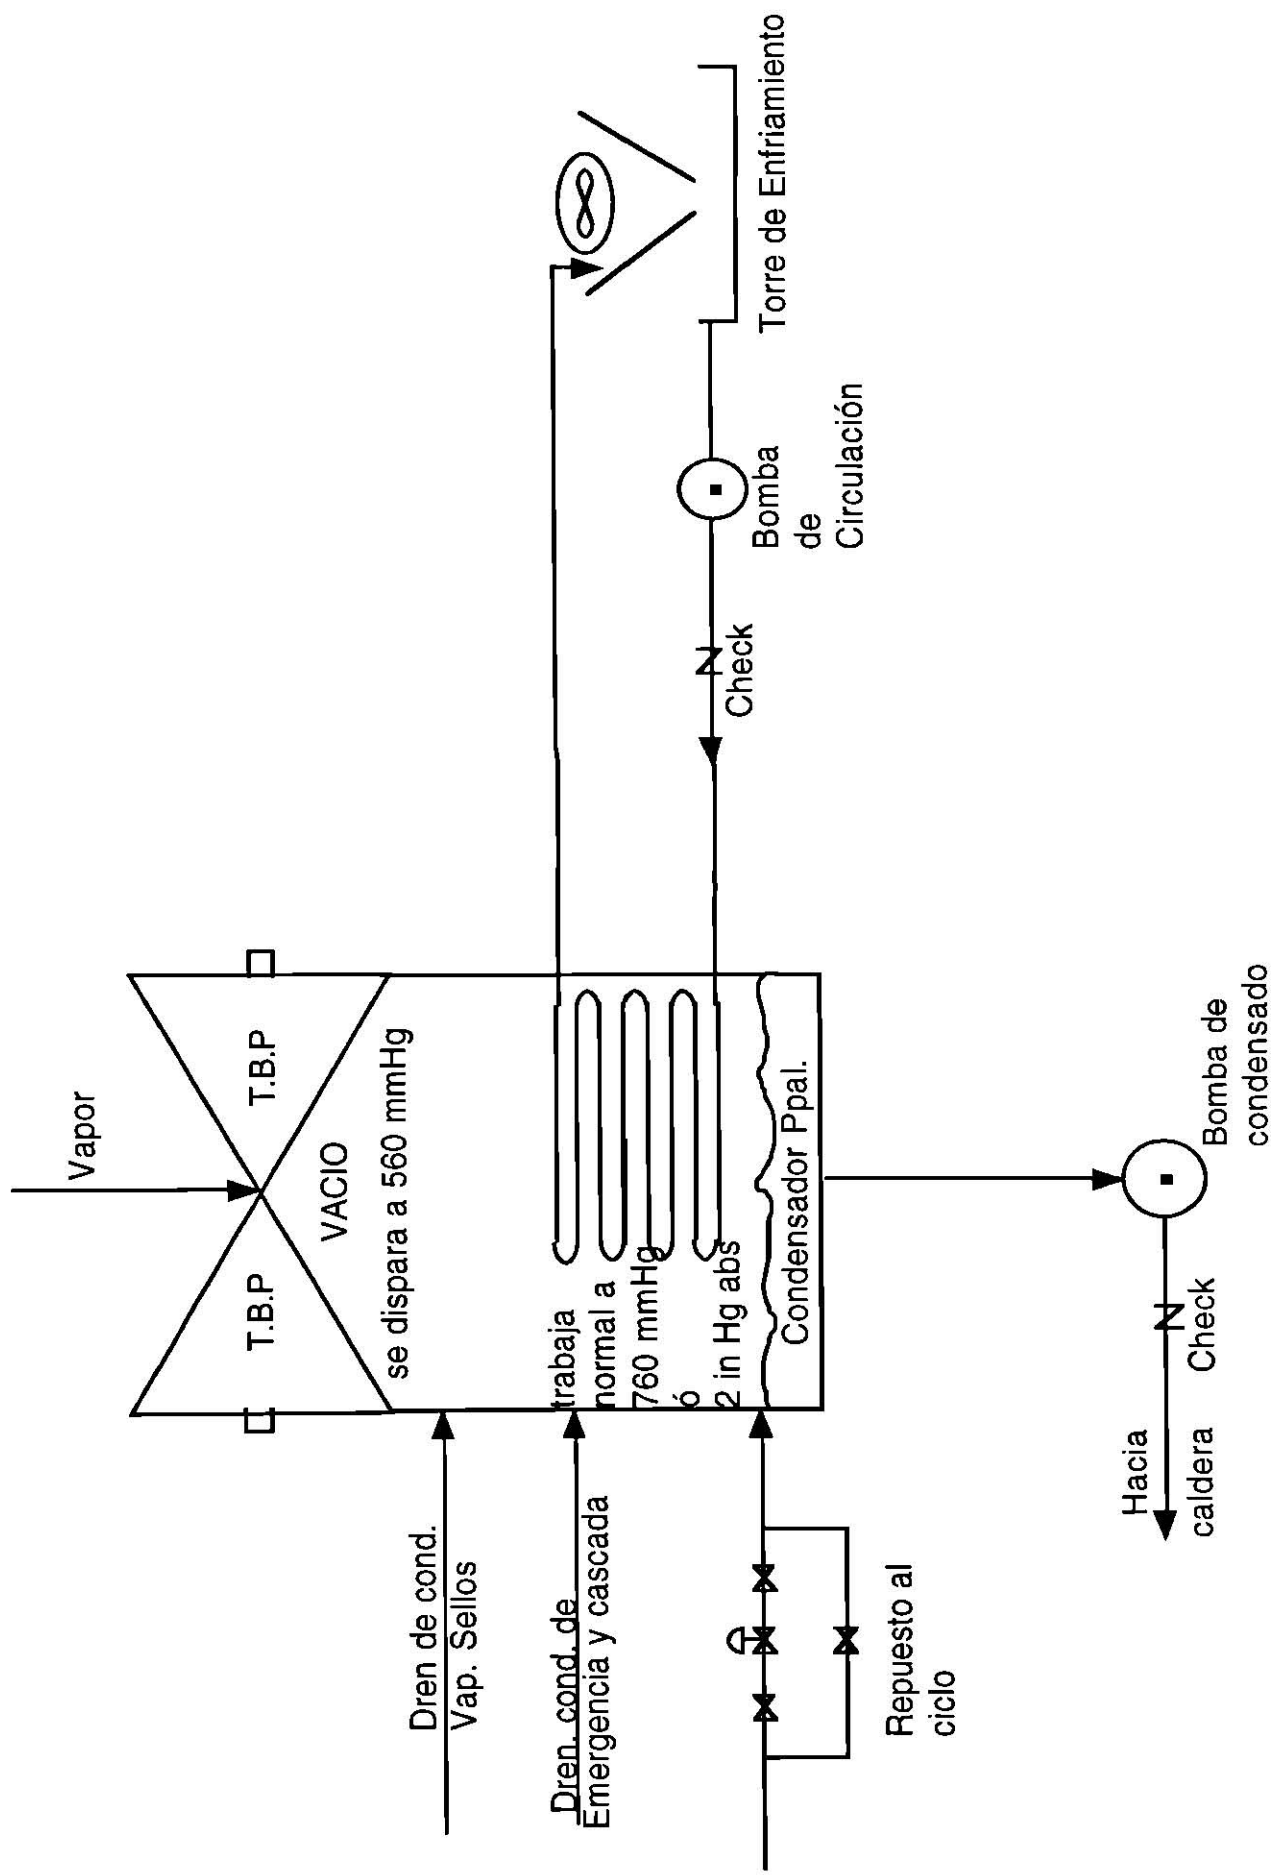 Vapor
T.B.P
T.B.P
VACIO
se dispara a 560 mmHg
Dren de cond.
Vap. Sellos
Dren. cond. de
Emergencia y cascada
trabaja
normal a
760 mmHg
ó
2 in Hg abs
Condensador Ppal.
Repuesto al
ciclo
Check
Bomba
de
Circulación
Torre de Enfriamiento
Hacia
caldera
Check
Bomba de
condensado